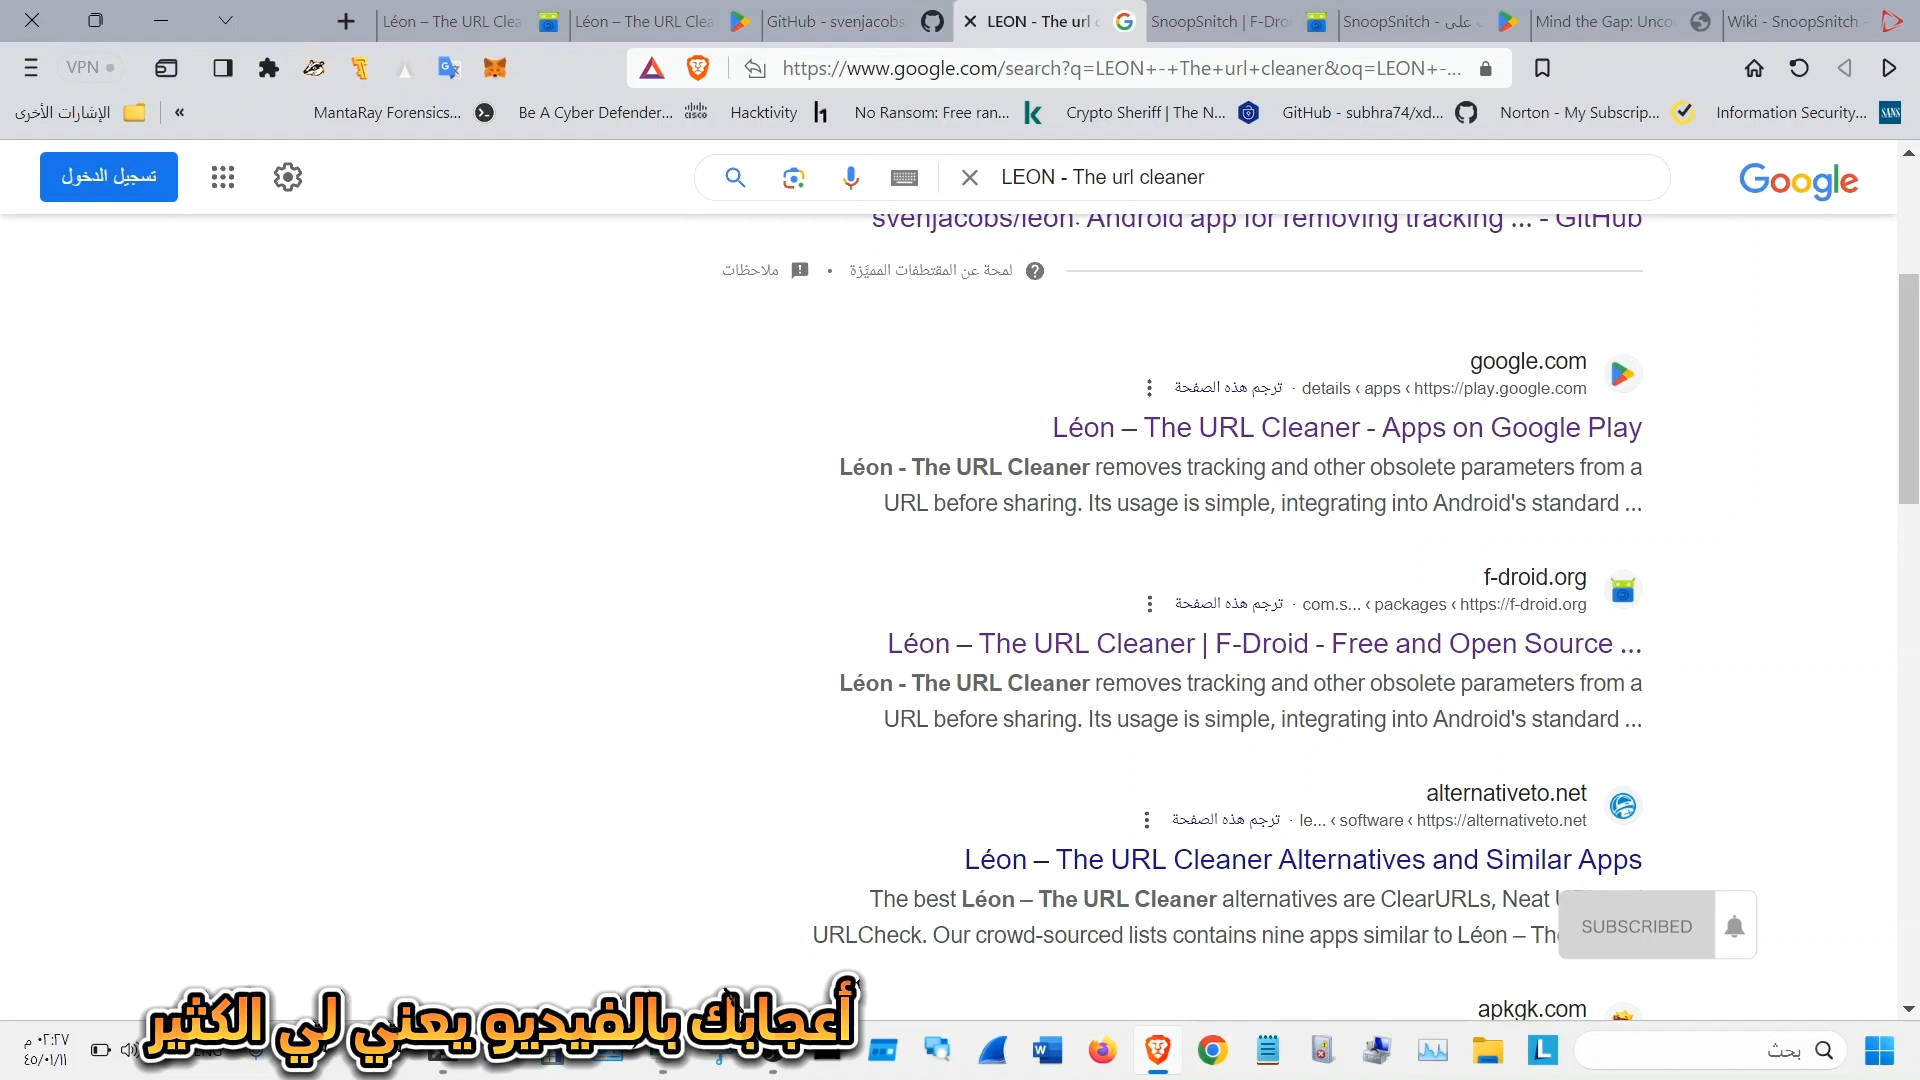 Léon – The URL Clea
Léon – The URL Clea
GitHub - svenjacobs
LEON - The url c
SnoopSnitch | F-Droi
SnoopSnitch - على
Mind the Gap: Unco
Wiki - SnoopSnitch -
VPN
https://www.google.com/search?q=LEON+-+The+url+cleaner&oq=LEON+-...
الإشارات الأخرى
«
MantaRay Forensics...
Be A Cyber Defender...
Hacktivity
No Ransom: Free ran...
Crypto Sheriff | The N...
GitHub - subhra74/xd...
Norton - My Subscrip...
Information Security...
تسجيل الدخول
LEON - The url cleaner
Google
svenjacobs/leon: Android app for removing tracking ... - GitHub
لمحة عن المقتطفات المميَّزة • ملاحظات
google.com
https://play.google.com › apps › details · ترجم هذه الصفحة
Léon – The URL Cleaner - Apps on Google Play
Léon - The URL Cleaner removes tracking and other obsolete parameters from a
URL before sharing. Its usage is simple, integrating into Android's standard ...
f-droid.org
https://f-droid.org › packages › com.s... · ترجم هذه الصفحة
Léon – The URL Cleaner | F-Droid - Free and Open Source ...
Léon - The URL Cleaner removes tracking and other obsolete parameters from a
URL before sharing. Its usage is simple, integrating into Android's standard ...
alternativeto.net
https://alternativeto.net › software › le... · ترجم هذه الصفحة
Léon – The URL Cleaner Alternatives and Similar Apps
The best Léon – The URL Cleaner alternatives are ClearURLs, Neat
URLCheck. Our crowd-sourced lists contains nine apps similar to Léon –
SUBSCRIBED
apkgk.com
أعجابك بالفيديو يعني لي الكثير
٠٢:٢٧ م
٤٥/٠١/١١
بحث